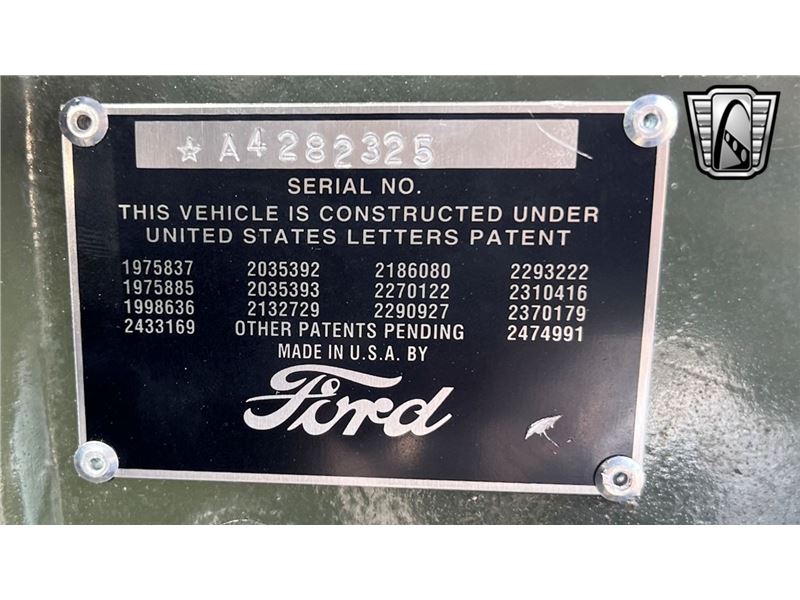 ☆ A4282325
SERIAL NO.
THIS VEHICLE IS CONSTRUCTED UNDER
UNITED STATES LETTERS PATENT
1975837 2035392 2186080 2293222
1975885 2035393 2270122 2310416
1998636 2132729 2290927 2370179
2433169 OTHER PATENTS PENDING 2474991
MADE IN U.S.A. BY
Ford